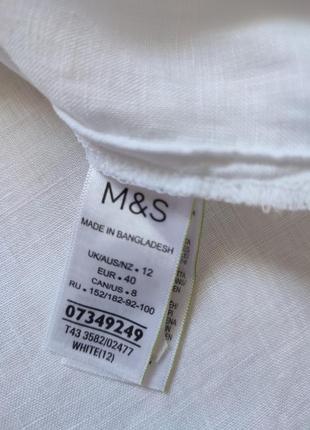 M&S
MADE IN BANGLADESH
UK/AUS/NZ • 12
EUR • 40
CAN/US • 8
RU • 152/182-92-100
07349249
T43 3582/02477
WHITE(12)